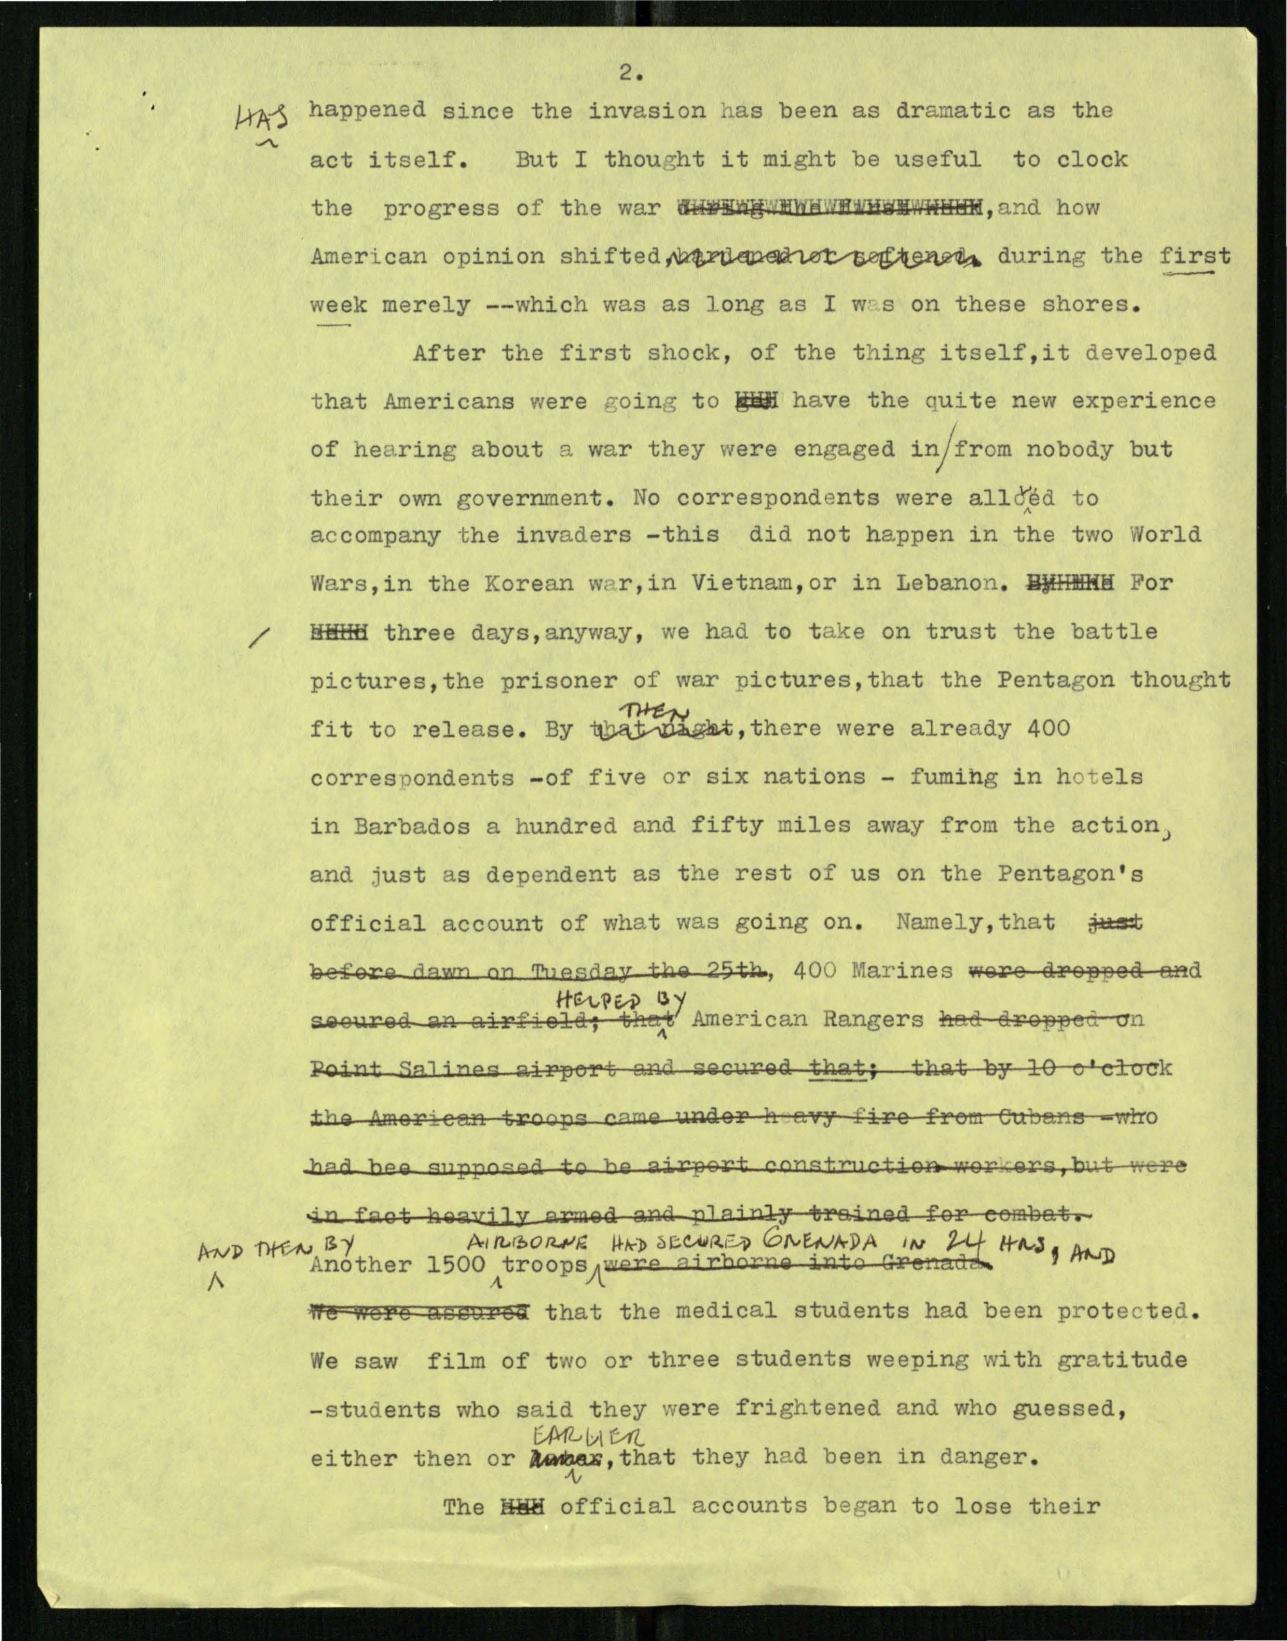 2.
HAS happened since the invasion has been as dramatic as the
act itself. But I thought it might be useful to clock
the progress of the war during the first week,and how
American opinion shifted, hardened or softened, during the first
week merely --which was as long as I was on these shores.
After the first shock, of the thing itself,it developed
that Americans were going to have the quite new experience
of hearing about a war they were engaged in/from nobody but
their own government. No correspondents were alloed to
accompany the invaders -this did not happen in the two World
Wars,in the Korean war,in Vietnam,or in Lebanon. For
/ three days,anyway, we had to take on trust the battle
pictures,the prisoner of war pictures,that the Pentagon thought
THEN
fit to release. By that night,there were already 400
correspondents -of five or six nations - fuming in hotels
in Barbados a hundred and fifty miles away from the action,
and just as dependent as the rest of us on the Pentagon's
official account of what was going on. Namely,that just
before dawn on Tuesday the 25th, 400 Marines were dropped and
HELPED BY
secured an airfield; that American Rangers had dropped on
Point Salines airport and secured that; that by 10 o'clock
the American troops came under heavy fire from Cubans -who
had bee supposed to be airport construction workers,but were
in fact heavily armed and plainly trained for combat.
AND THEN BY AIRBORNE HAD SECURED GRENADA IN 24 HRS, AND
Another 1500 troops were airborne into Grenada.
We were assured that the medical students had been protected.
We saw film of two or three students weeping with gratitude
-students who said they were frightened and who guessed,
EARLIER
either then or later,that they had been in danger.
The official accounts began to lose their